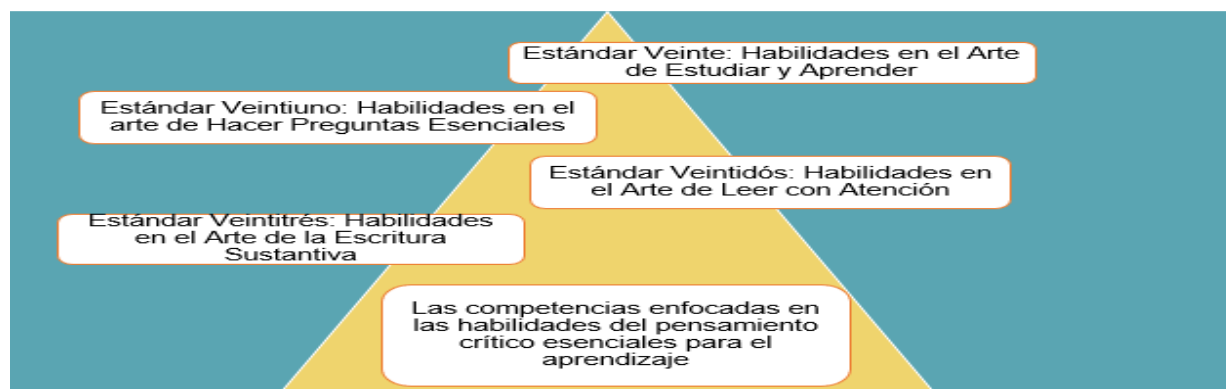 Estándar Veinte: Habilidades en el Arte
de Estudiar y Aprender
Estándar Veintiuno: Habilidades en el
arte de Hacer Preguntas Esenciales
Estándar Veintidós: Habilidades en
el Arte de Leer con Atención
Estándar Veintitrés: Habilidades
en el Arte de la Escritura
Sustantiva
Las competencias enfocadas en
las habilidades del pensamiento
crítico esenciales para el
aprendizaje